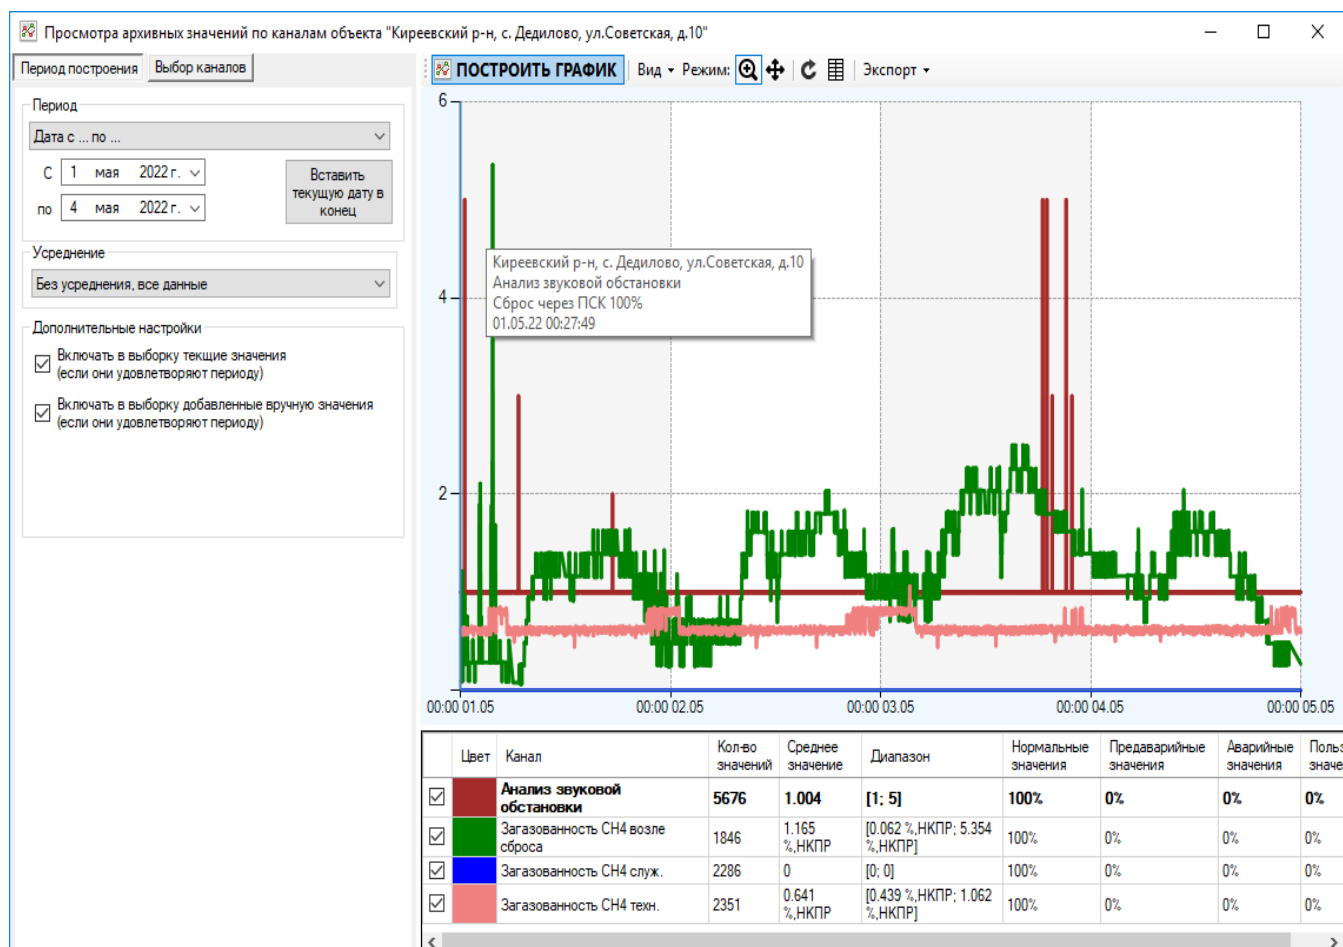 Просмотра архивных значений по каналам объекта "Киреевский р-н, с. Дедилово, ул.Советская, д.10"
Период построения
Выбор каналов
ПОСТРОИТЬ ГРАФИК
Вид
Режим:
Экспорт
Период
Дата с ... по ...
С
1 мая 2022 г.
по
4 мая 2022 г.
Вставить
текущую дату в
конец
Усреднение
Без усреднения, все данные
Дополнительные настройки
Включать в выборку текщие значения
(если они удовлетворяют периоду)
Включать в выборку добавленные вручную значения
(если они удовлетворяют периоду)
6
4
2
Киреевский р-н, с. Дедилово, ул.Советская, д.10
Анализ звуковой обстановки
Сброс через ПСК 100%
01.05.22 00:27:49
00:00 01.05
00:00 02.05
00:00 03.05
00:00 04.05
00:00 05.05
Цвет
Канал
Кол-во
значений
Среднее
значение
Диапазон
Нормальные
значения
Предаварийные
значения
Аварийные
значения
Польз
значе
Анализ звуковой
обстановки
5676
1.004
[1; 5]
100%
0%
0%
0%
Загазованность CH4 возле
сброса
1846
1.165
%,НКПР
[0.062 %,НКПР; 5.354
%,НКПР]
100%
0%
0%
0%
Загазованность CH4 служ.
2286
0
[0; 0]
100%
0%
0%
0%
Загазованность CH4 техн.
2351
0.641
%,НКПР
[0.439 %,НКПР; 1.062
%,НКПР]
100%
0%
0%
0%